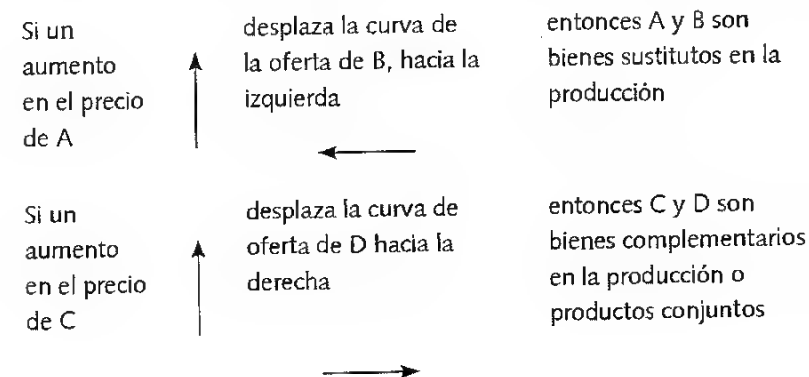 Si un
aumento
en el precio
de A
desplaza la curva de
la oferta de B, hacia la
izquierda
entonces A y B son
bienes sustitutos en la
producción
Si un
aumento
en el precio
de C
desplaza la curva de
oferta de D hacia la
derecha
entonces C y D son
bienes complementarios
en la producción o
productos conjuntos